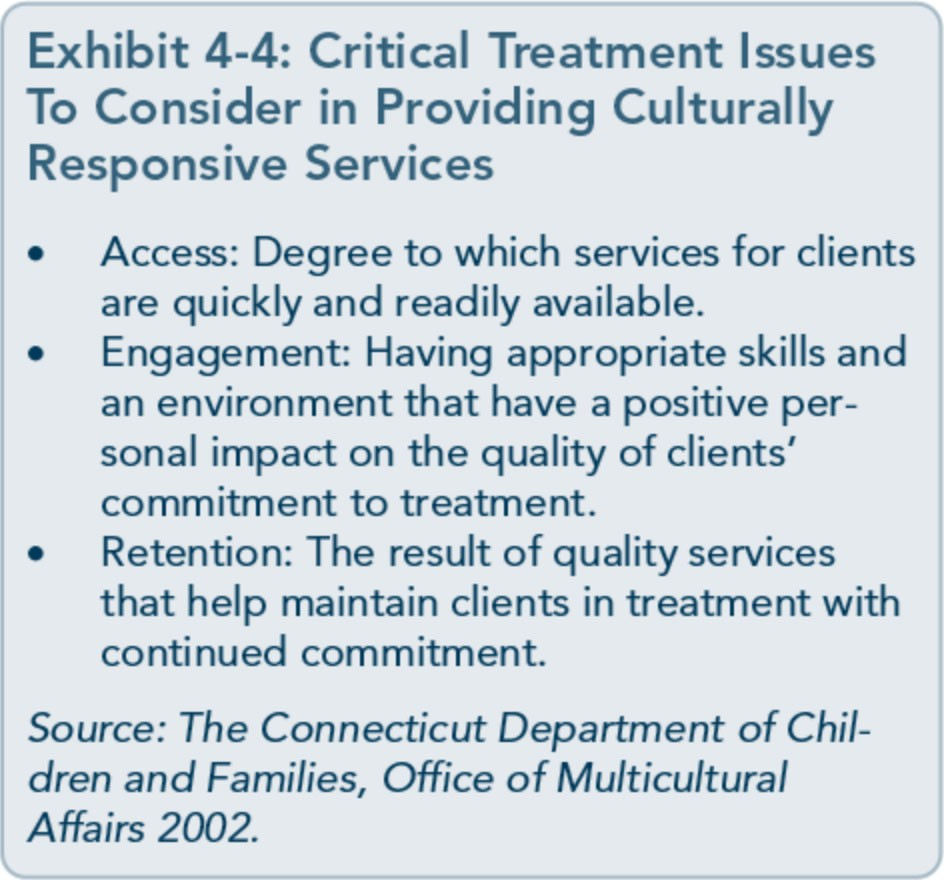 Exhibit 4-4: Critical Treatment Issues
To Consider in Providing Culturally
Responsive Services
• Access: Degree to which services for clients
are quickly and readily available.
• Engagement: Having appropriate skills and
an environment that have a positive per-
sonal impact on the quality of clients’
commitment to treatment.
• Retention: The result of quality services
that help maintain clients in treatment with
continued commitment.
Source: The Connecticut Department of Chil-
dren and Families, Office of Multicultural
Affairs 2002.